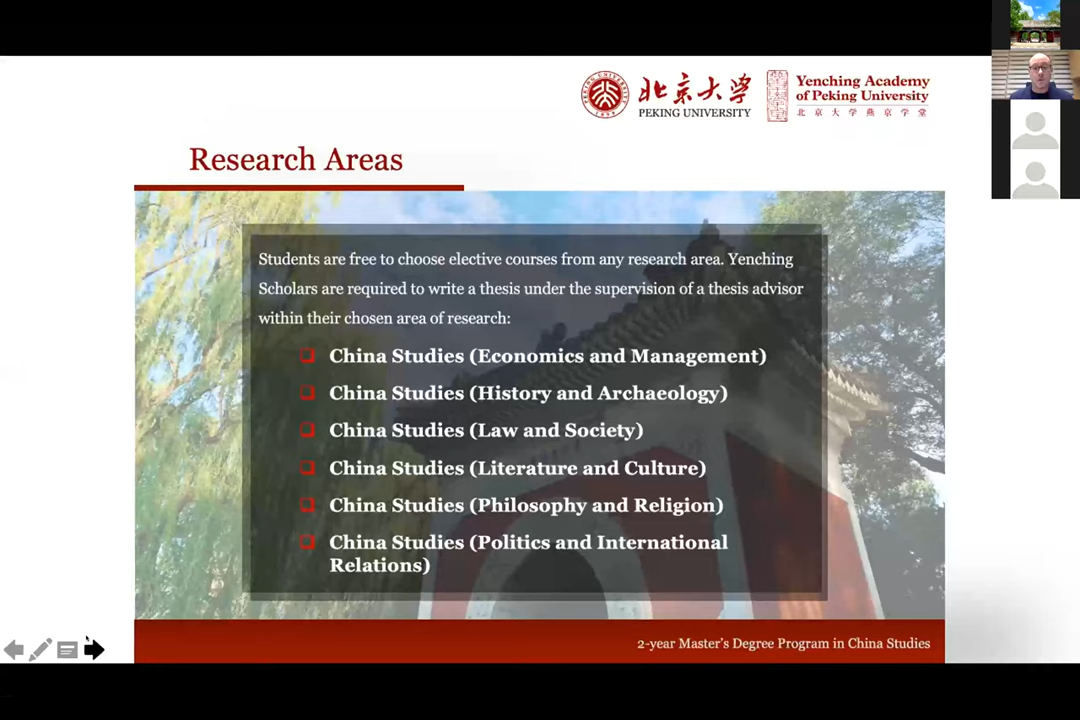 北京大学
PEKING UNIVERSITY
Yenching Academy
of Peking University
北京大学燕京学堂
Research Areas
Students are free to choose elective courses from any research area. Yenching
Scholars are required to write a thesis under the supervision of a thesis advisor
within their chosen area of research:
China Studies (Economics and Management)
China Studies (History and Archaeology)
China Studies (Law and Society)
China Studies (Literature and Culture)
China Studies (Philosophy and Religion)
China Studies (Politics and International
Relations)
2-year Master's Degree Program in China Studies